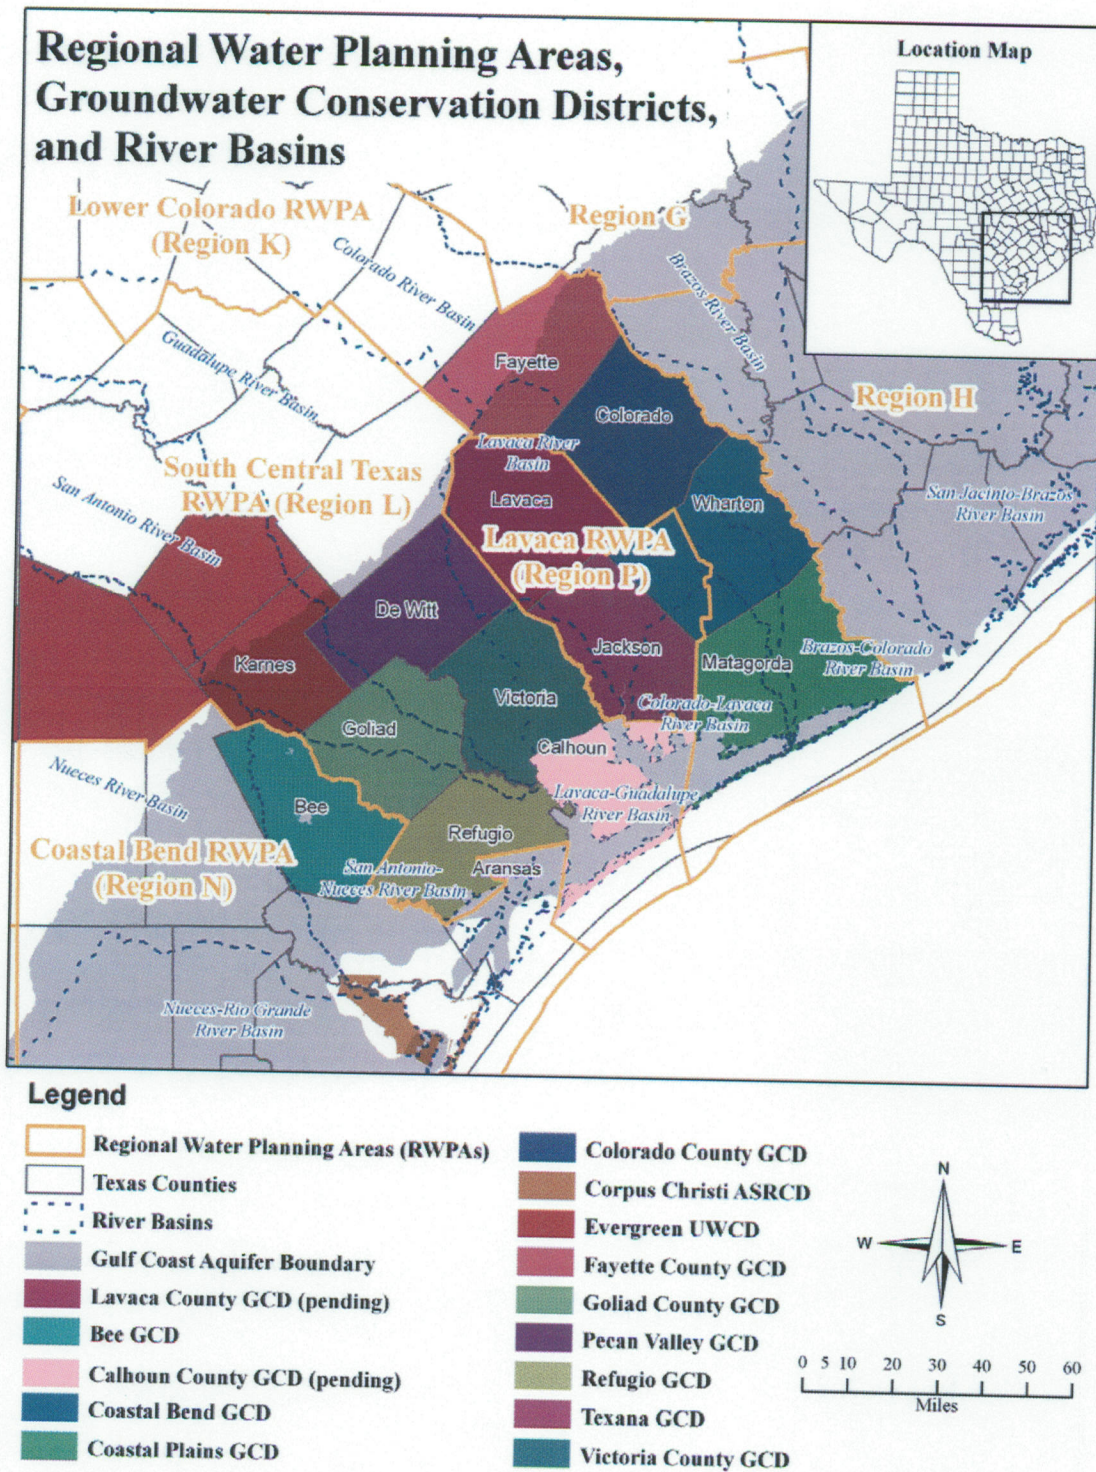 Regional Water Planning Areas,
Groundwater Conservation Districts,
and River Basins
Location Map
Lower Colorado RWPA
(Region K)
Region G
Colorado River Basin
Brazos River Basin
Guadalupe River Basin
Fayette
Region H
Colorado
Lavaca River
Basin
South Central Texas
RWPA (Region L)
San Antonio River Basin
Lavaca
Wharton
San Jacinto-Brazos
River Basin
Lavaca RWPA
(Region P)
De Witt
Karnes
Jackson
Matagorda
Brazos-Colorado
River Basin
Victoria
Colorado-Lavaca
River Basin
Goliad
Calhoun
Nueces River Basin
Bee
Lavaca-Guadalupe
River Basin
Refugio
Coastal Bend RWPA
(Region N)
San Antonio-
Nueces River Basin
Aransas
Nueces-Rio Grande
River Basin
Legend
Regional Water Planning Areas (RWPAs)
Texas Counties
River Basins
Gulf Coast Aquifer Boundary
Lavaca County GCD (pending)
Bee GCD
Calhoun County GCD (pending)
Coastal Bend GCD
Coastal Plains GCD
Colorado County GCD
Corpus Christi ASRCD
Evergreen UWCD
Fayette County GCD
Goliad County GCD
Pecan Valley GCD
Refugio GCD
Texana GCD
Victoria County GCD
N
W E
S
0 5 10 20 30 40 50 60
Miles